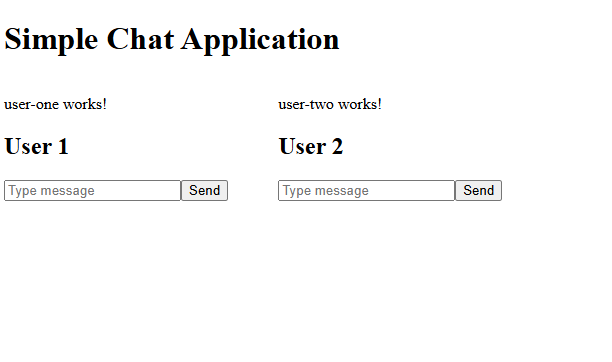 Simple Chat Application
user-one works!
User 1
Type message Send
user-two works!
User 2
Type message Send